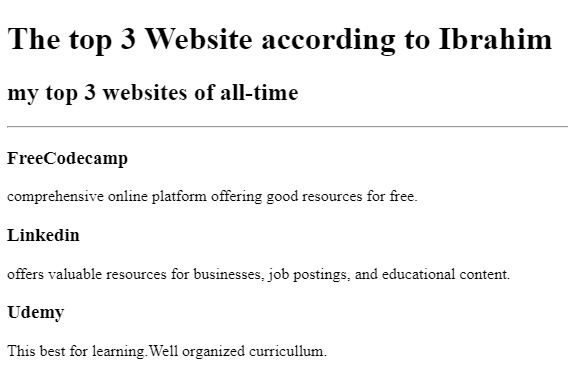 The top 3 Website according to Ibrahim
my top 3 websites of all-time
FreeCodecamp
comprehensive online platform offering good resources for free.
Linkedin
offers valuable resources for businesses, job postings, and educational content.
Udemy
This best for learning.Well organized curricullum.